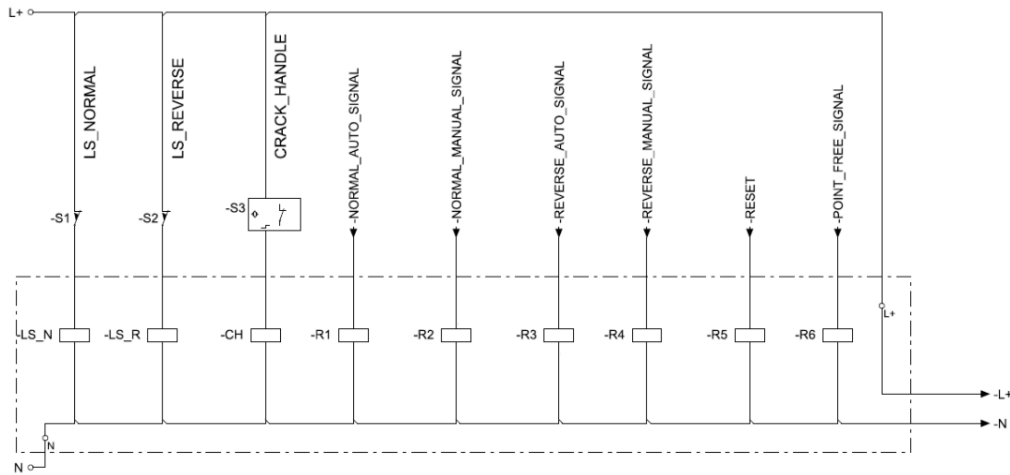 L+
LS_NORMAL
LS_REVERSE
CRACK_HANDLE
-NORMAL_AUTO_SIGNAL
-NORMAL_MANUAL_SIGNAL
-REVERSE_AUTO_SIGNAL
-REVERSE_MANUAL_SIGNAL
-RESET
-POINT_FREE_SIGNAL
-S1
-S2
-S3
L+
-LS_N
-LS_R
-CH
-R1
-R2
-R3
-R4
-R5
-R6
-L+
-N
N
N